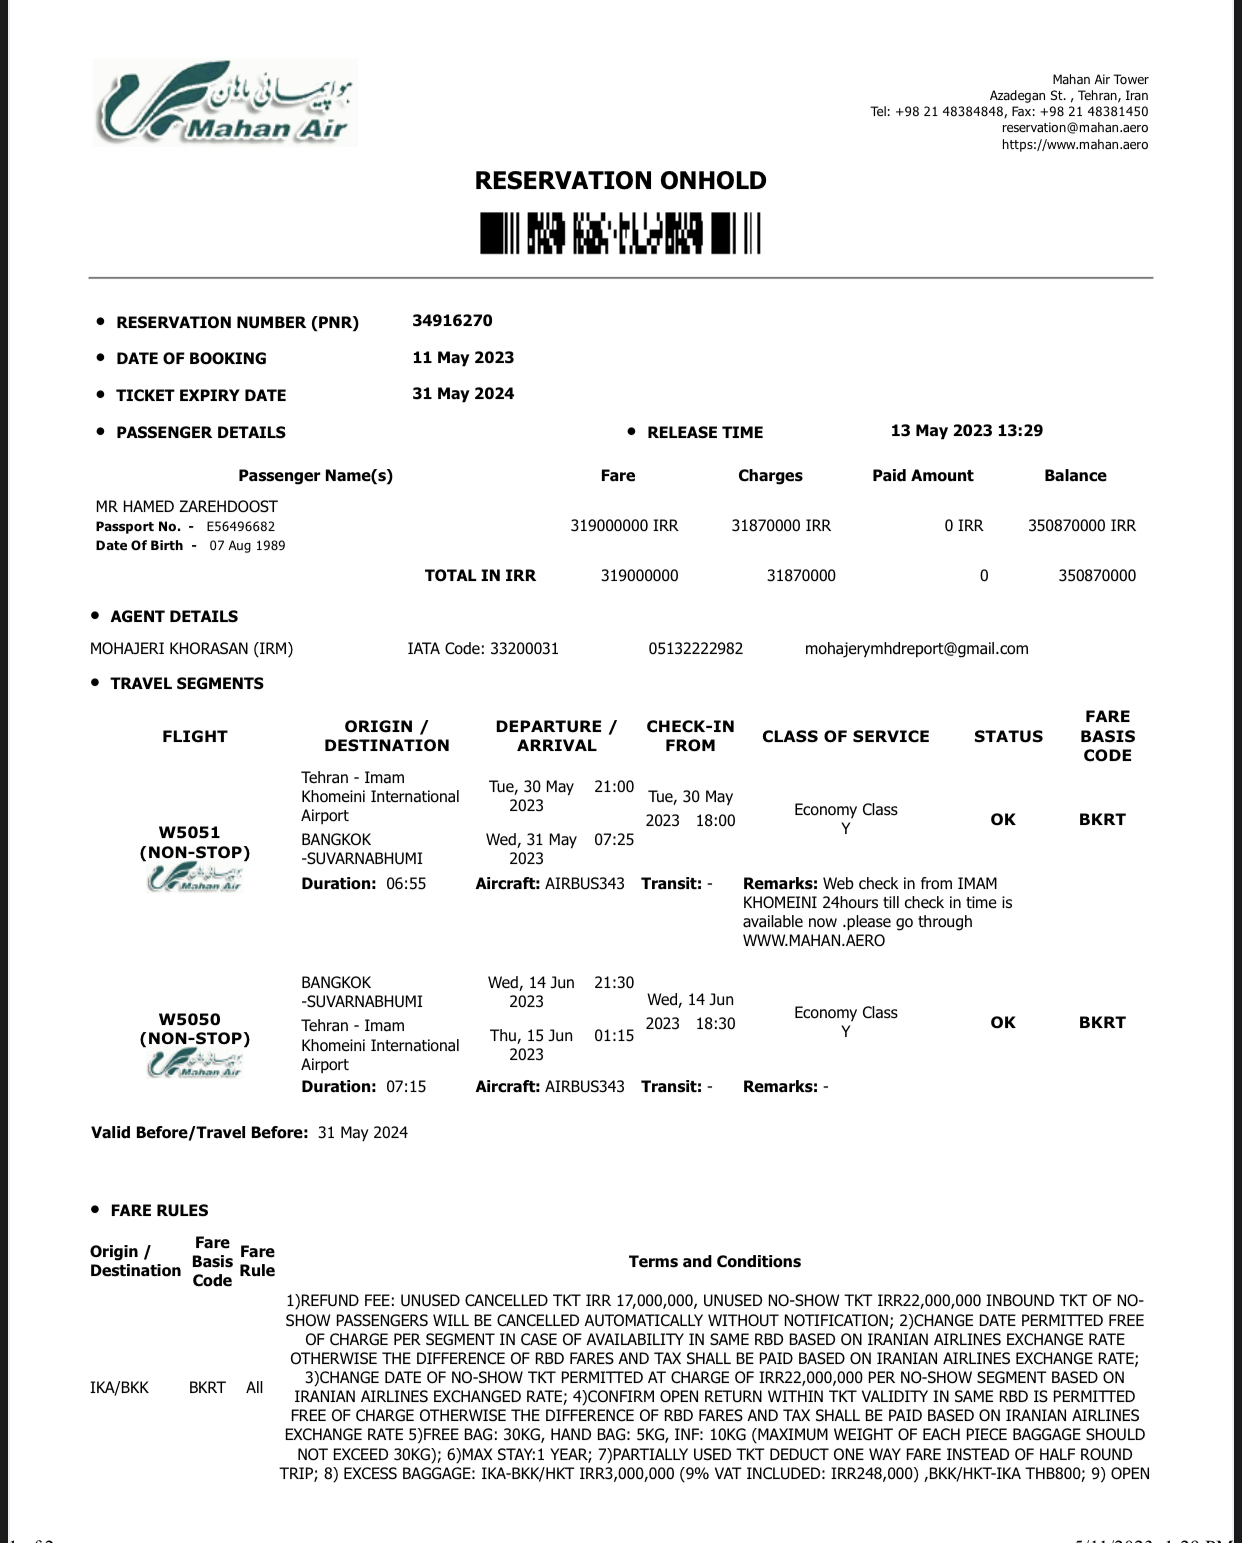 هواپیمائی ماهان
Mahan Air
Mahan Air Tower
Azadegan St. , Tehran, Iran
Tel: +98 21 48384848, Fax: +98 21 48381450
reservation@mahan.aero
https://www.mahan.aero
RESERVATION ONHOLD
• RESERVATION NUMBER (PNR) 34916270
• DATE OF BOOKING 11 May 2023
• TICKET EXPIRY DATE 31 May 2024
• PASSENGER DETAILS • RELEASE TIME 13 May 2023 13:29
Passenger Name(s) Fare Charges Paid Amount Balance
MR HAMED ZAREHDOOST
Passport No. - E56496682 319000000 IRR 31870000 IRR 0 IRR 350870000 IRR
Date Of Birth - 07 Aug 1989
TOTAL IN IRR 319000000 31870000 0 350870000
• AGENT DETAILS
MOHAJERI KHORASAN (IRM) IATA Code: 33200031 05132222982 mohajerymhdreport@gmail.com
• TRAVEL SEGMENTS
FLIGHT ORIGIN / DESTINATION DEPARTURE / ARRIVAL CHECK-IN FROM CLASS OF SERVICE STATUS FARE BASIS CODE
W5051
(NON-STOP)
Mahan Air
Tehran - Imam
Khomeini International
Airport
Tue, 30 May 21:00
2023
BANGKOK
-SUVARNABHUMI
Wed, 31 May 07:25
2023
Tue, 30 May
2023 18:00
Economy Class
Y
OK
BKRT
Duration: 06:55 Aircraft: AIRBUS343 Transit: - Remarks: Web check in from IMAM
KHOMEINI 24hours till check in time is
available now .please go through
WWW.MAHAN.AERO
W5050
(NON-STOP)
Mahan Air
BANGKOK
-SUVARNABHUMI
Wed, 14 Jun 21:30
2023
Tehran - Imam
Khomeini International
Airport
Thu, 15 Jun 01:15
2023
Wed, 14 Jun
2023 18:30
Economy Class
Y
OK
BKRT
Duration: 07:15 Aircraft: AIRBUS343 Transit: - Remarks: -
Valid Before/Travel Before: 31 May 2024
• FARE RULES
Origin / Destination Fare Basis Code Fare Rule Terms and Conditions
IKA/BKK BKRT All
1)REFUND FEE: UNUSED CANCELLED TKT IRR 17,000,000, UNUSED NO-SHOW TKT IRR22,000,000 INBOUND TKT OF NO-
SHOW PASSENGERS WILL BE CANCELLED AUTOMATICALLY WITHOUT NOTIFICATION; 2)CHANGE DATE PERMITTED FREE
OF CHARGE PER SEGMENT IN CASE OF AVAILABILITY IN SAME RBD BASED ON IRANIAN AIRLINES EXCHANGE RATE
OTHERWISE THE DIFFERENCE OF RBD FARES AND TAX SHALL BE PAID BASED ON IRANIAN AIRLINES EXCHANGE RATE;
3)CHANGE DATE OF NO-SHOW TKT PERMITTED AT CHARGE OF IRR22,000,000 PER NO-SHOW SEGMENT BASED ON
IRANIAN AIRLINES EXCHANGED RATE; 4)CONFIRM OPEN RETURN WITHIN TKT VALIDITY IN SAME RBD IS PERMITTED
FREE OF CHARGE OTHERWISE THE DIFFERENCE OF RBD FARES AND TAX SHALL BE PAID BASED ON IRANIAN AIRLINES
EXCHANGE RATE 5)FREE BAG: 30KG, HAND BAG: 5KG, INF: 10KG (MAXIMUM WEIGHT OF EACH PIECE BAGGAGE SHOULD
NOT EXCEED 30KG); 6)MAX STAY:1 YEAR; 7)PARTIALLY USED TKT DEDUCT ONE WAY FARE INSTEAD OF HALF ROUND
TRIP; 8) EXCESS BAGGAGE: IKA-BKK/HKT IRR3,000,000 (9% VAT INCLUDED: IRR248,000) ,BKK/HKT-IKA THB800; 9) OPEN